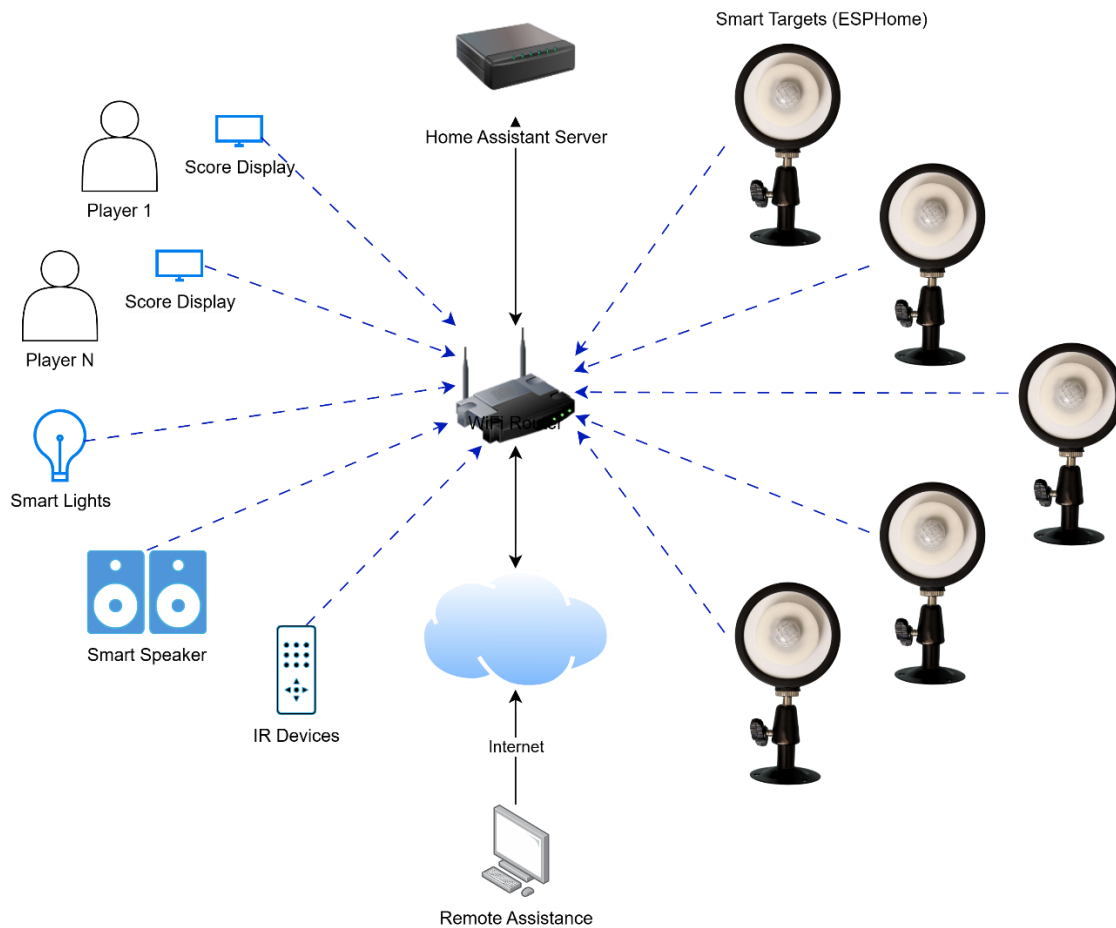 Smart Targets (ESPHome)
Home Assistant Server
Score Display
Player 1
Score Display
Player N
WiFi Router
Smart Lights
Smart Speaker
IR Devices
Internet
Remote Assistance